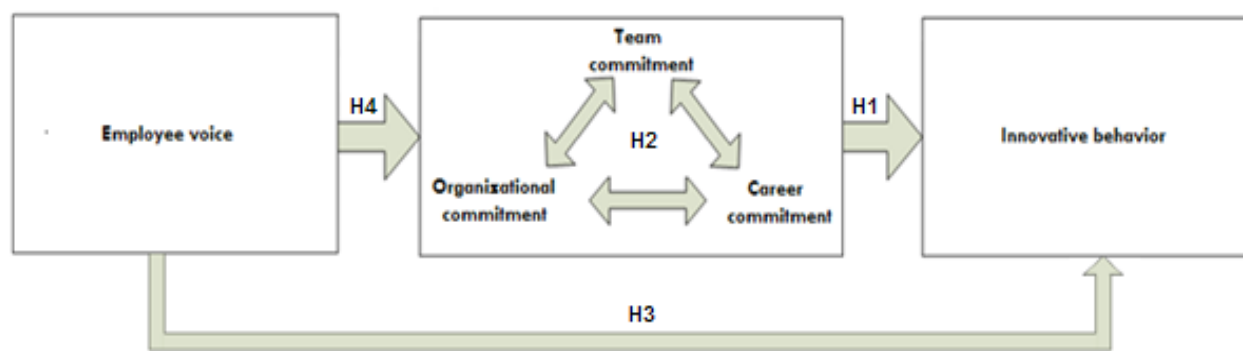 Team
commitment
H4
H1
Employee voice
H2
Innovative behavior
Organizational
commitment
Career
commitment
H3